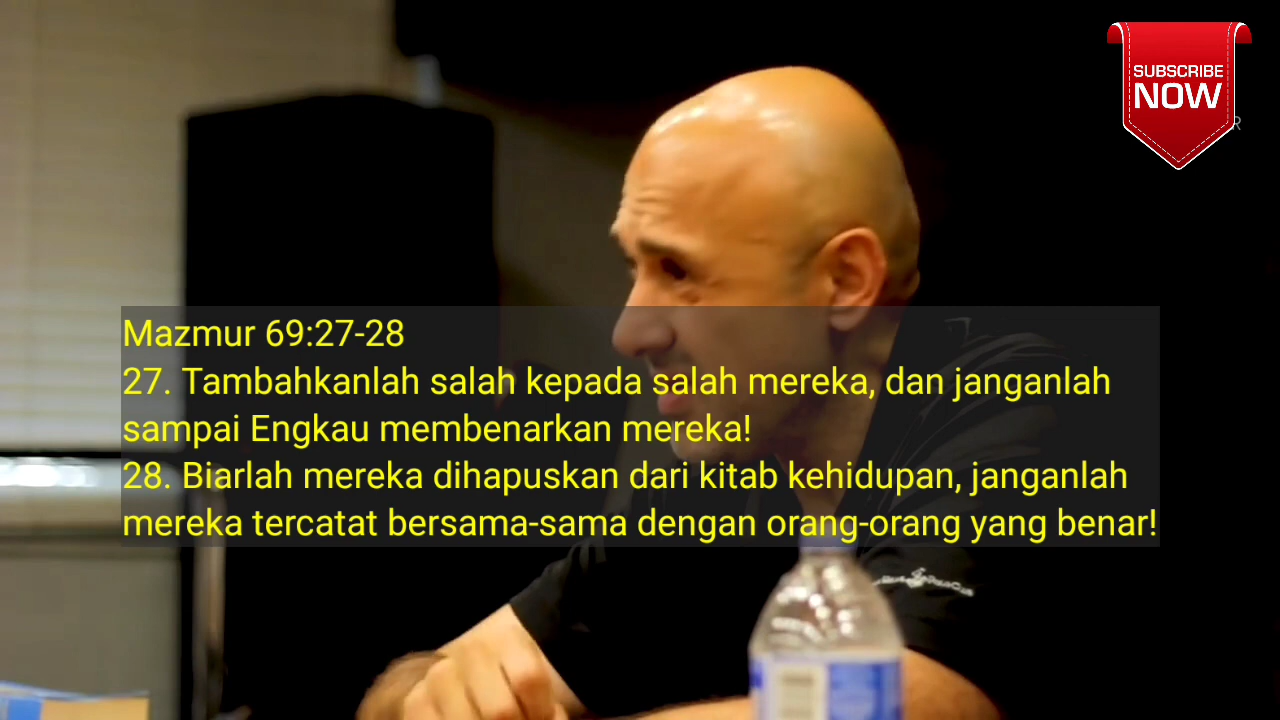 SUBSCRIBE
NOW
R
Mazmur 69:27-28
27. Tambahkanlah salah kepada salah mereka, dan janganlah
sampai Engkau membenarkan mereka!
28. Biarlah mereka dihapuskan dari kitab kehidupan, janganlah
mereka tercatat bersama-sama dengan orang-orang yang benar!